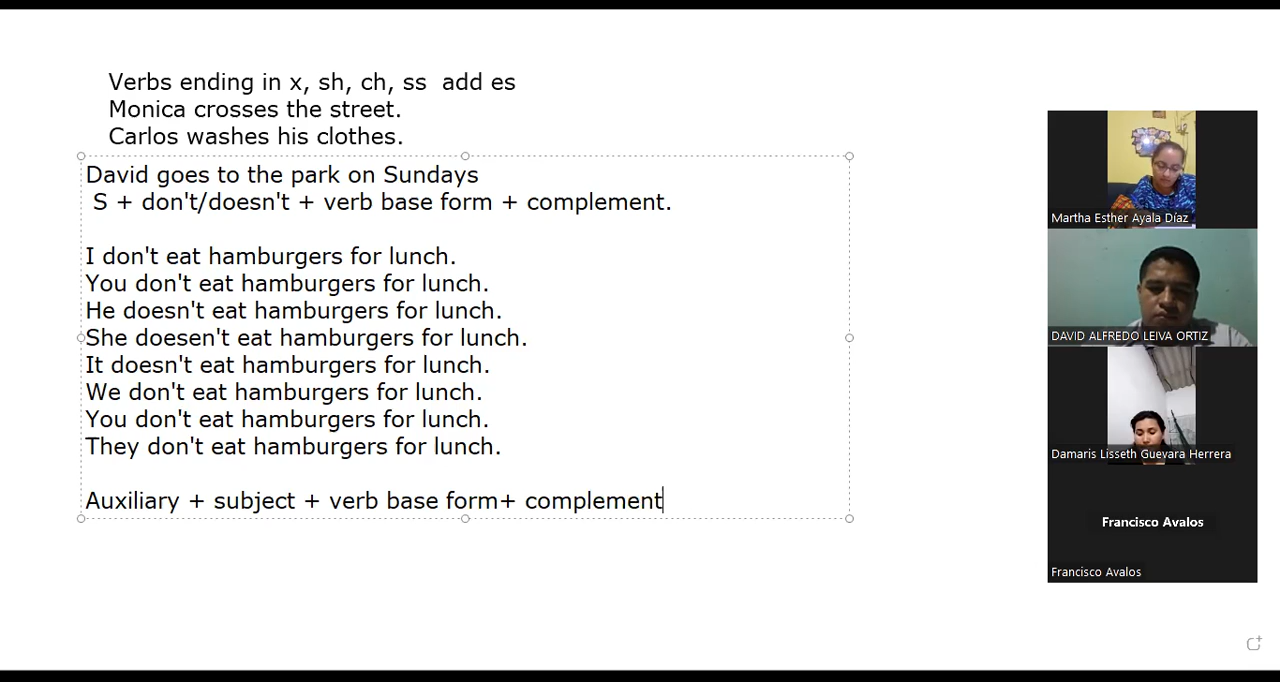 Verbs ending in x, sh, ch, ss  add es
Monica crosses the street.
Carlos washes his clothes.
David goes to the park on Sundays
S + don't/doesn't + verb base form + complement.
I don't eat hamburgers for lunch.
You don't eat hamburgers for lunch.
He doesn't eat hamburgers for lunch.
She doesen't eat hamburgers for lunch.
It doesn't eat hamburgers for lunch.
We don't eat hamburgers for lunch.
You don't eat hamburgers for lunch.
They don't eat hamburgers for lunch.
Auxiliary + subject + verb base form+ complement
Martha Esther Ayala Díaz
DAVID ALFREDO LEIVA ORTIZ
Damaris Lisseth Guevara Herrera
Francisco Avalos
Francisco Avalos